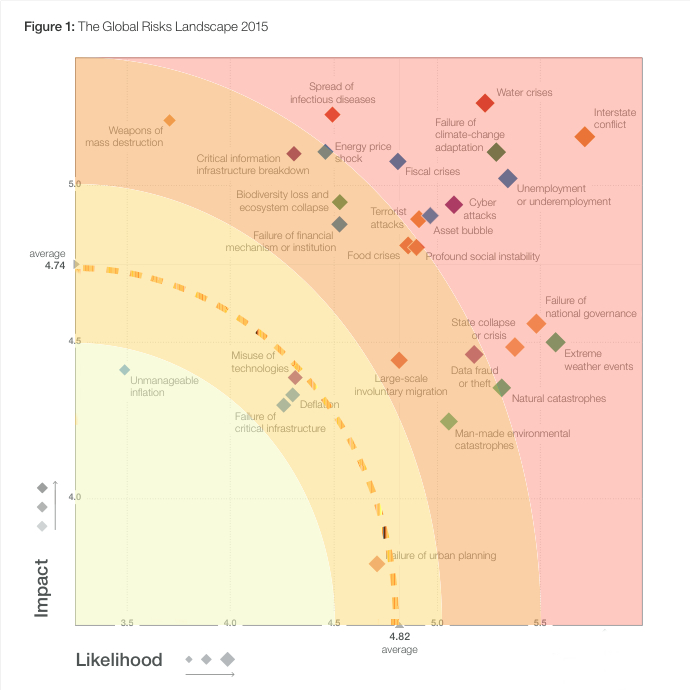 Figure 1: The Global Risks Landscape 2015
Spread of
infectious diseases
Water crises
Interstate
conflict
Weapons of
mass destruction
Failure of
climate-change
adaptation
Energy price
shock
Critical information
infrastructure breakdown
Fiscal crises
Unemployment
or underemployment
5.0
Biodiversity loss and
ecosystem collapse
Terrorist
attacks
Cyber
attacks
Asset bubble
Failure of financial
mechanism or institution
Food crises
Profound social instability
average
4.74
Failure of
national governance
State collapse
or crisis
4.5
Extreme
weather events
Misuse of
technologies
Data fraud
or theft
Large-scale
involuntary migration
Unmanageable
inflation
Natural catastrophes
Deflation
Failure of
critical infrastructure
Man-made environmental
catastrophes
4.0
Failure of urban planning
Impact
3.5
4.0
4.5
5.0
5.5
4.82
average
Likelihood